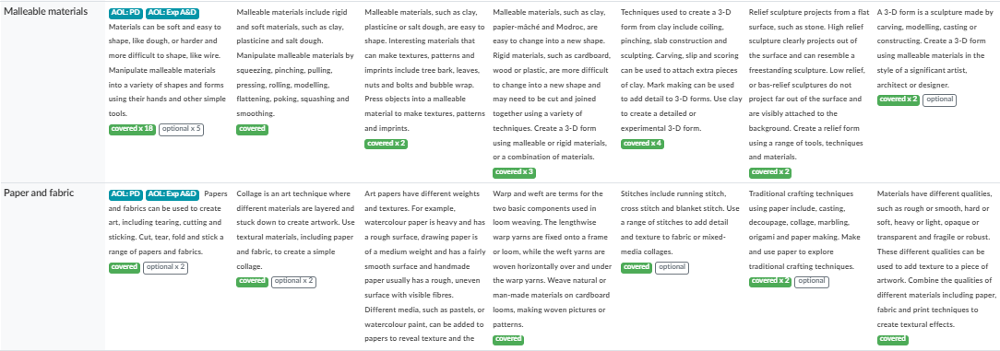 Malleable materials
AOL: PD AOL: Exp A&D
Materials can be soft and easy to
shape, like dough, or harder and
more difficult to shape, like wire.
Manipulate malleable materials
into a variety of shapes and forms
using their hands and other simple
tools.
covered x 18 optional x 5
Malleable materials include rigid
and soft materials, such as clay,
plasticine and salt dough.
Manipulate malleable materials by
squeezing, pinching, pulling,
pressing, rolling, modelling,
flattening, poking, squashing and
smoothing.
covered
Malleable materials, such as clay,
plasticine or salt dough, are easy to
shape. Interesting materials that
can make textures, patterns and
imprints include tree bark, leaves,
nuts and bolts and bubble wrap.
Press objects into a malleable
material to make textures, patterns
and imprints.
covered x 2
Malleable materials, such as clay,
papier-mâché and Modroc, are
easy to change into a new shape.
Rigid materials, such as cardboard,
wood or plastic, are more difficult
to change into a new shape and
may need to be cut and joined
together using a variety of
techniques. Create a 3-D form
using malleable or rigid materials,
or a combination of materials.
covered x 3
Techniques used to create a 3-D
form from clay include coiling,
pinching, slab construction and
sculpting. Carving, slip and scoring
can be used to attach extra pieces
of clay. Mark making can be used
to add detail to 3-D forms. Use clay
to create a detailed or
experimental 3-D form.
covered x 4
Relief sculpture projects from a flat
surface, such as stone. High relief
sculpture clearly projects out of
the surface and can resemble a
freestanding sculpture. Low relief,
or bas-relief sculptures do not
project far out of the surface and
are visibly attached to the
background. Create a relief form
using a range of tools, techniques
and materials.
covered x 2
A 3-D form is a sculpture made by
carving, modelling, casting or
constructing. Create a 3-D form
using malleable materials in the
style of a significant artist,
architect or designer.
covered x 2 optional
Paper and fabric
AOL: PD AOL: Exp A&D Papers
and fabrics can be used to create
art, including tearing, cutting and
sticking. Cut, tear, fold and stick a
range of papers and fabrics.
covered optional x 2
Collage is an art technique where
different materials are layered and
stuck down to create artwork. Use
textural materials, including paper
and fabric, to create a simple
collage.
covered optional x 2
Art papers have different weights
and textures. For example,
watercolour paper is heavy and has
a rough surface, drawing paper is
of a medium weight and has a fairly
smooth surface and handmade
paper usually has a rough, uneven
surface with visible fibres.
Different media, such as pastels, or
watercolour paint, can be added to
papers to reveal texture and the
Warp and weft are terms for the
two basic components used in
loom weaving. The lengthwise
warp yarns are fixed onto a frame
or loom, while the weft yarns are
woven horizontally over and under
the warp yarns. Weave natural or
man-made materials on cardboard
looms, making woven pictures or
patterns.
covered
Stitches include running stitch,
cross stitch and blanket stitch. Use
a range of stitches to add detail
and texture to fabric or mixed-
media collages.
covered optional
Traditional crafting techniques
using paper include, casting,
decoupage, collage, marbling,
origami and paper making. Make
and use paper to explore
traditional crafting techniques.
covered x 2 optional
Materials have different qualities,
such as rough or smooth, hard or
soft, heavy or light, opaque or
transparent and fragile or robust.
These different qualities can be
used to add texture to a piece of
artwork. Combine the qualities of
different materials including paper,
fabric and print techniques to
create textural effects.
covered